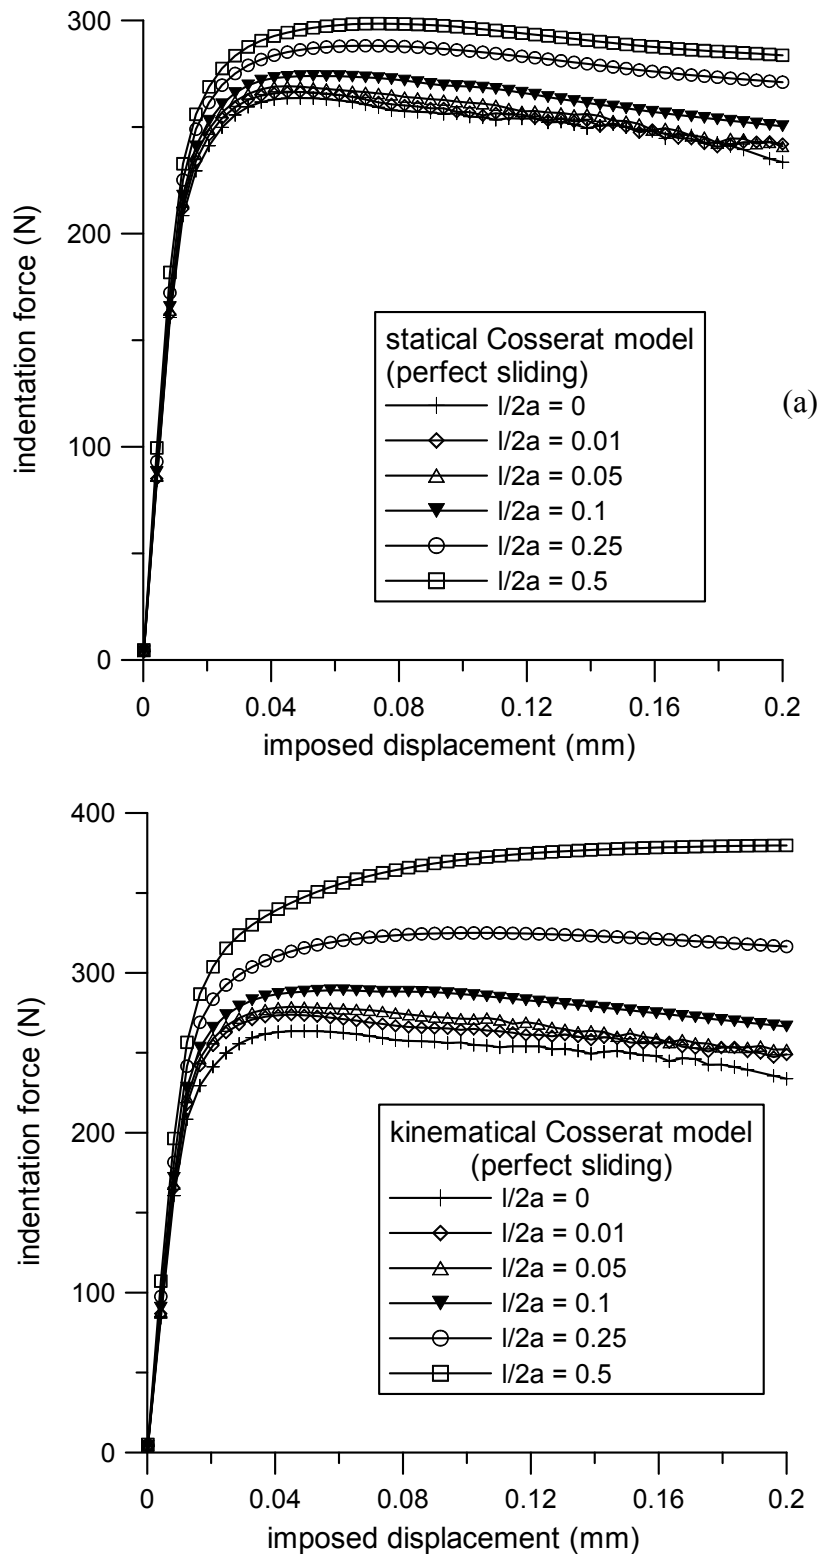 300
200
100
0
indentation force (N)
statical Cosserat model
(perfect sliding)
l/2a = 0
l/2a = 0.01
l/2a = 0.05
l/2a = 0.1
l/2a = 0.25
l/2a = 0.5
(a)
0 0.04 0.08 0.12 0.16 0.2
imposed displacement (mm)
400
300
200
100
0
indentation force (N)
kinematical Cosserat model
(perfect sliding)
l/2a = 0
l/2a = 0.01
l/2a = 0.05
l/2a = 0.1
l/2a = 0.25
l/2a = 0.5
0 0.04 0.08 0.12 0.16 0.2
imposed displacement (mm)